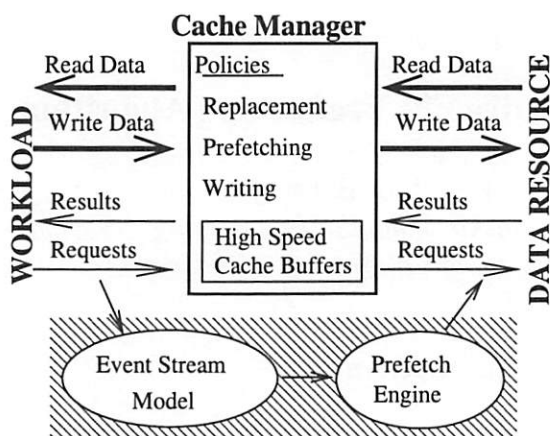 Cache Manager
WORKLOAD
Read Data
Write Data
Results
Requests
Policies
Replacement
Prefetching
Writing
High Speed
Cache Buffers
Read Data
Write Data
Results
Requests
DATA RESOURCE
Event Stream
Model
Prefetch
Engine